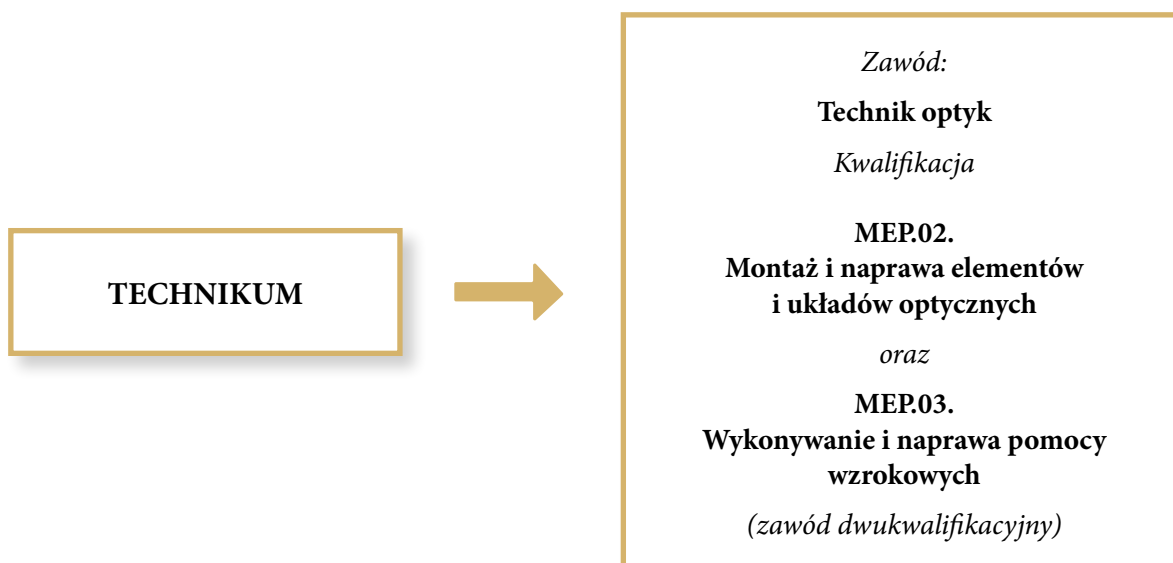 TECHNIKUM
Zawód:
Technik optyk
Kwalifikacja
MEP.02.
Montaż i naprawa elementów
i układów optycznych
oraz
MEP.03.
Wykonywanie i naprawa pomocy
wzrokowych
(zawód dwukwalifikacyjny)